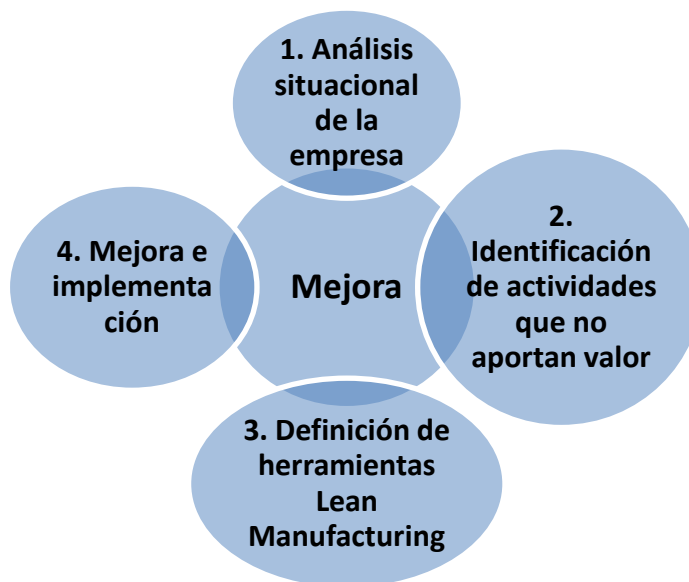 1. Análisis
situacional
de la
empresa
2.
Identificación
de actividades
que no
aportan valor
3. Definición de
herramientas
Lean
Manufacturing
4. Mejora e
implementa
ción
Mejora